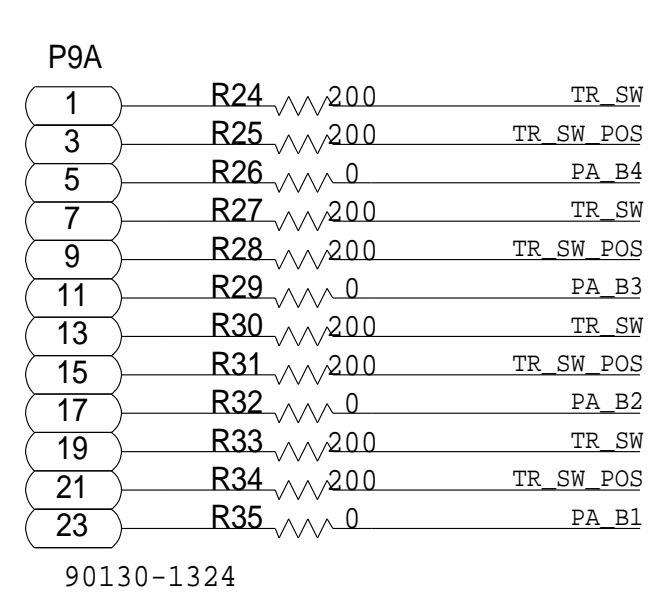 P9A
1 R24 200 TR_SW
3 R25 200 TR_SW_POS
5 R26 0 PA_B4
7 R27 200 TR_SW
9 R28 200 TR_SW_POS
11 R29 0 PA_B3
13 R30 200 TR_SW
15 R31 200 TR_SW_POS
17 R32 0 PA_B2
19 R33 200 TR_SW
21 R34 200 TR_SW_POS
23 R35 0 PA_B1
90130-1324